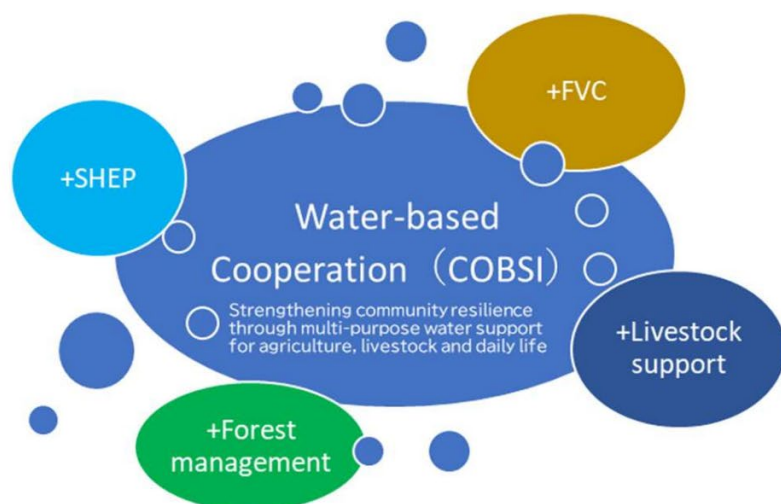 +FVC
+SHEP
Water-based
Cooperation（COBSI）
Strengthening community resilience
through multi-purpose water support
for agriculture, livestock and daily life
+Livestock
support
+Forest
management